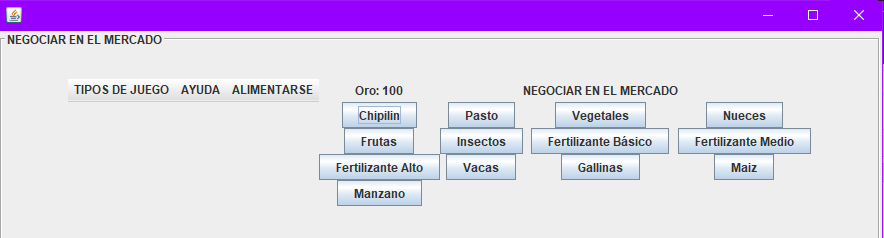 NEGOCIAR EN EL MERCADO
TIPOS DE JUEGO AYUDA ALIMENTARSE Oro: 100 NEGOCIAR EN EL MERCADO
Chipilin Pasto Vegetales Nueces
Frutas Insectos Fertilizante Básico Fertilizante Medio
Fertilizante Alto Vacas Gallinas Maiz
Manzano